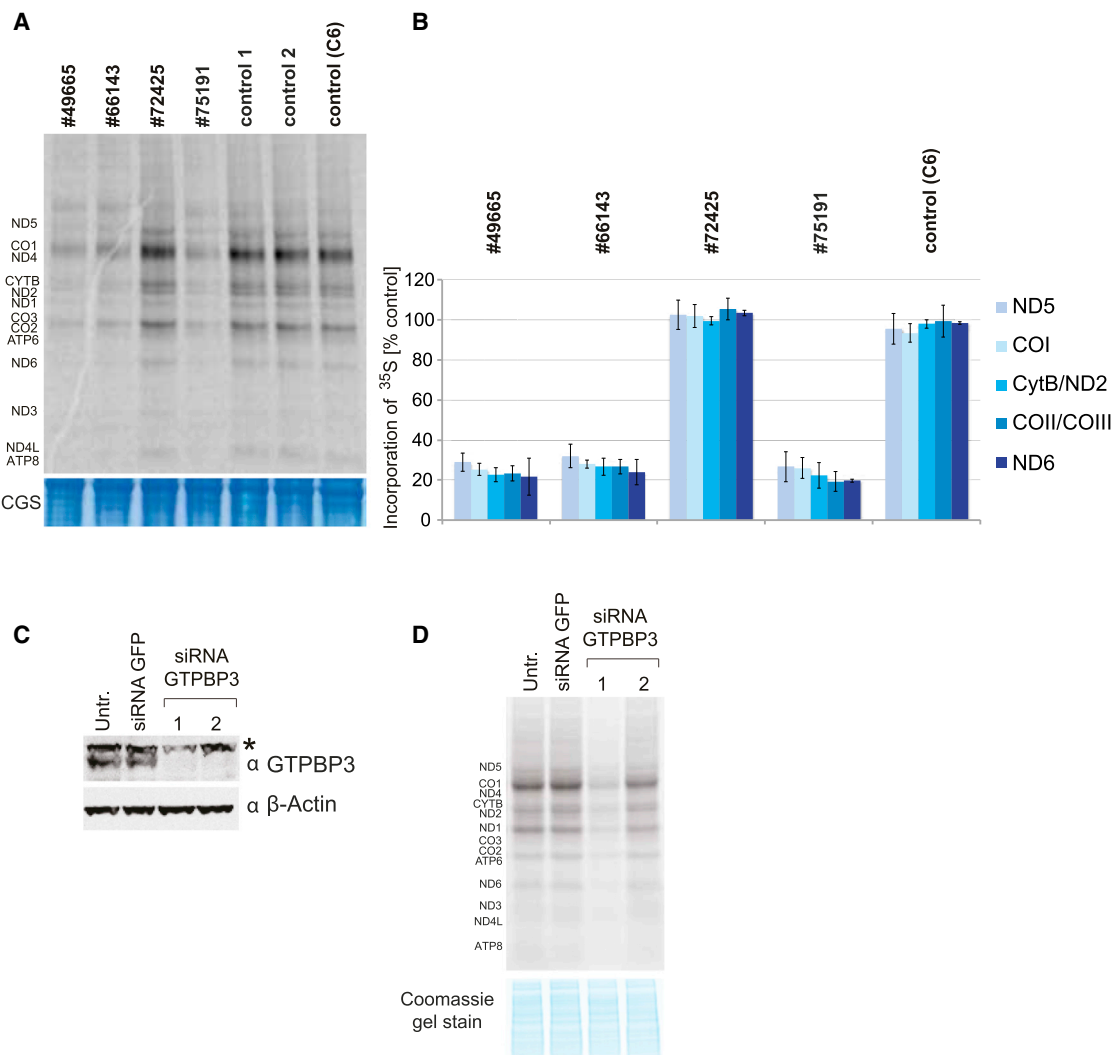 A
#49665
#66143
#72425
#75191
control 1
control 2
control (C6)
ND5
CO1
ND4
CYTB
ND2
ND1
CO3
CO2
ATP6
ND6
ND3
ND4L
ATP8
CGS
B
#49665
#66143
#72425
#75191
control (C6)
Incorporation of ³⁵S [% control]
120
100
80
60
40
20
0
ND5
COI
CytB/ND2
COII/COIII
ND6
C
Untr.
siRNA GFP
siRNA
GTPBP3
1 2
*
α GTPBP3
α β-Actin
D
Untr.
siRNA GFP
siRNA
GTPBP3
1 2
ND5
CO1
ND4
CYTB
ND2
ND1
CO3
CO2
ATP6
ND6
ND3
ND4L
ATP8
Coomassie
gel stain